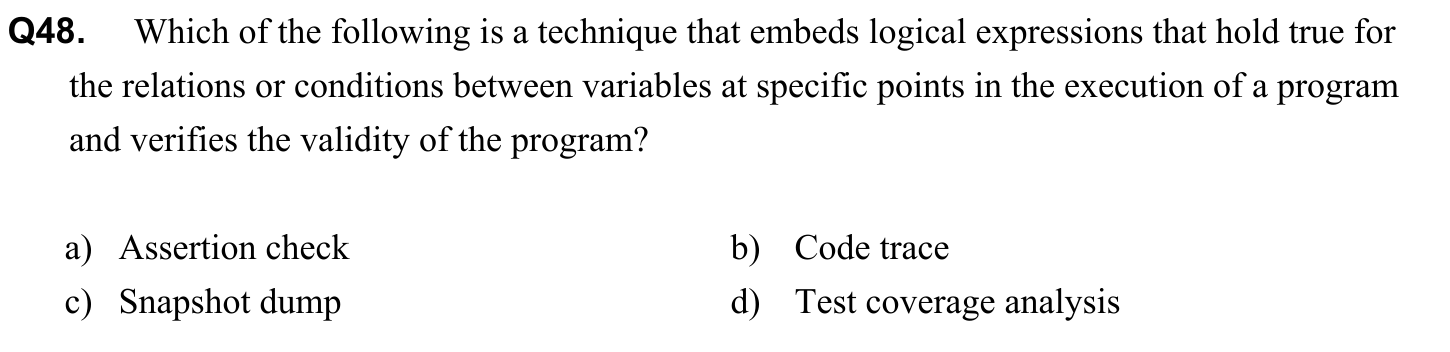 Q48. Which of the following is a technique that embeds logical expressions that hold true for
the relations or conditions between variables at specific points in the execution of a program
and verifies the validity of the program?
a) Assertion check b) Code trace
c) Snapshot dump d) Test coverage analysis